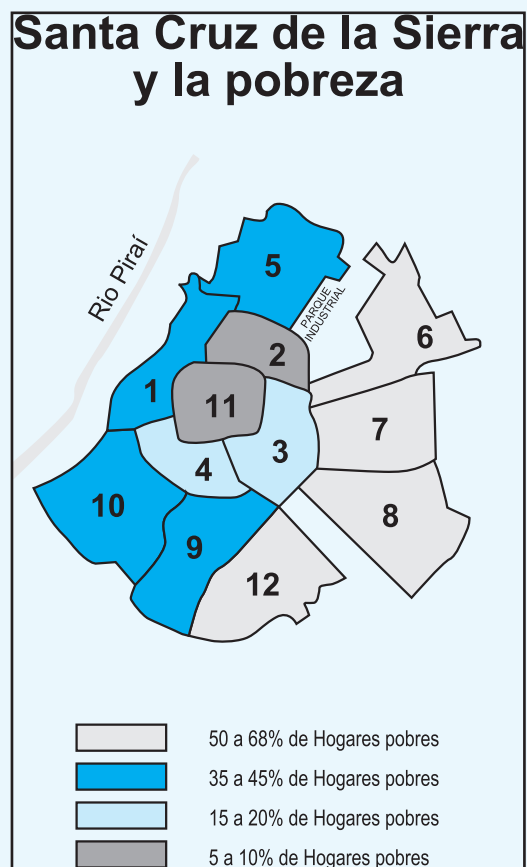 Santa Cruz de la Sierra
y la pobreza
Rio Piraí
5
PARQUE
INDUSTRIAL
6
2
1
11
7
3
4
10
8
9
12
50 a 68% de Hogares pobres
35 a 45% de Hogares pobres
15 a 20% de Hogares pobres
5 a 10% de Hogares pobres